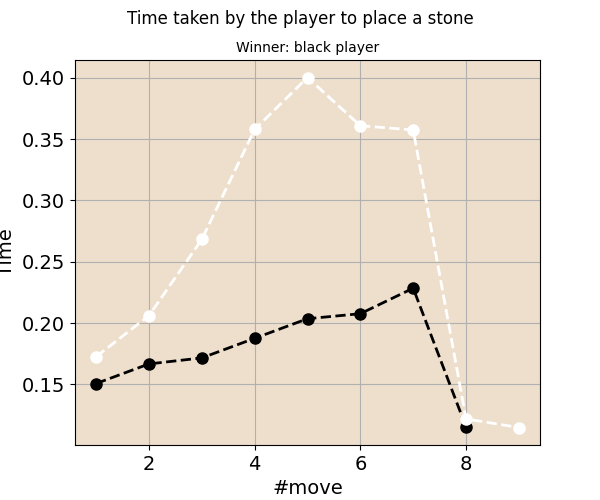 Time taken by the player to place a stone
Winner: black player
0.40
0.35
0.30
0.25
0.20
0.15
Time
2 4 6 8
#move